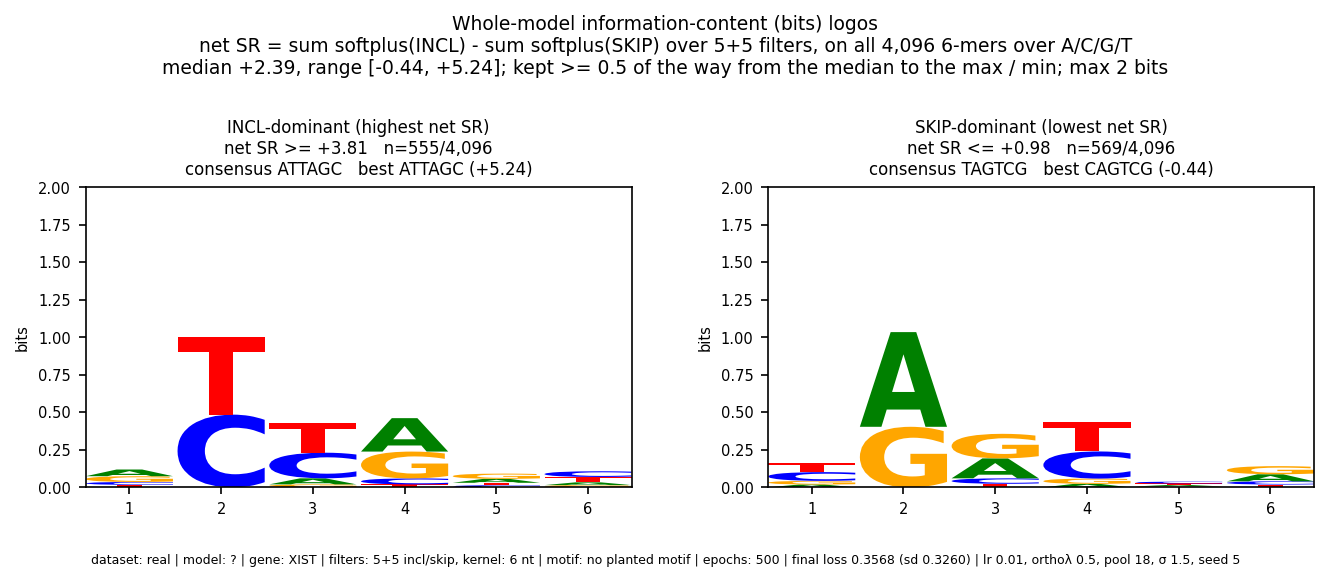 Whole-model information-content (bits) logos
net SR = sum softplus(INCL) - sum softplus(SKIP) over 5+5 filters, on all 4,096 6-mers over A/C/G/T
median +2.39, range [-0.44, +5.24]; kept >= 0.5 of the way from the median to the max / min; max 2 bits
INCL-dominant (highest net SR)
net SR >= +3.81   n=555/4,096
consensus ATTAGC   best ATTAGC (+5.24)
2.00
1.75
1.50
1.25
1.00
0.75
0.50
0.25
0.00
bits
1 2 3 4 5 6
SKIP-dominant (lowest net SR)
net SR <= +0.98   n=569/4,096
consensus TAGTCG   best CAGTCG (-0.44)
2.00
1.75
1.50
1.25
1.00
0.75
0.50
0.25
0.00
bits
1 2 3 4 5 6
dataset: real | model: ? | gene: XIST | filters: 5+5 incl/skip, kernel: 6 nt | motif: no planted motif | epochs: 500 | final loss 0.3568 (sd 0.3260) | lr 0.01, orthoλ 0.5, pool 18, σ 1.5, seed 5